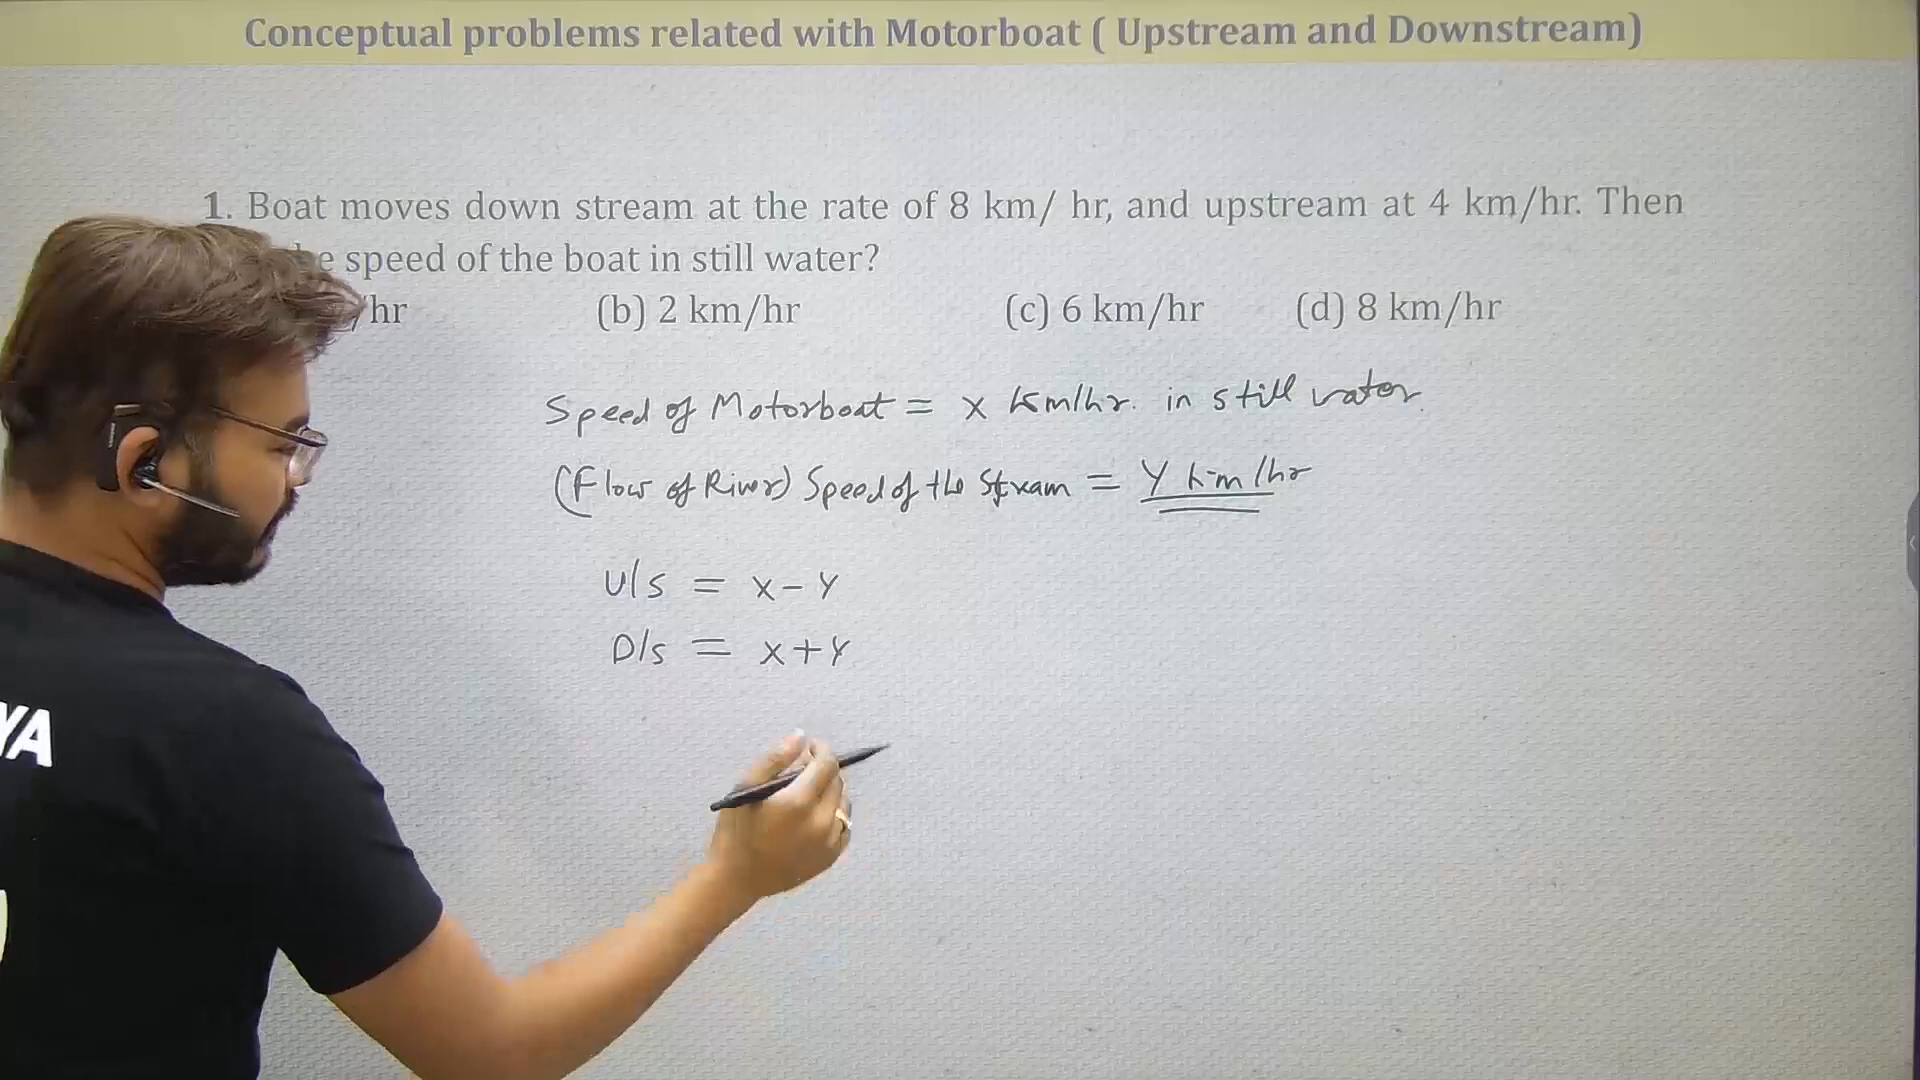 Conceptual problems related with Motorboat ( Upstream and Downstream)
1. Boat moves down stream at the rate of 8 km/ hr, and upstream at 4 km/hr. Then
speed of the boat in still water?
/hr (b) 2 km/hr (c) 6 km/hr (d) 8 km/hr
Speed of Motorboat = x km/hr. in still water.
(Flow of River) Speed of the Stream = Y km/hr
U/s = x - y
D/s = x + y
YA